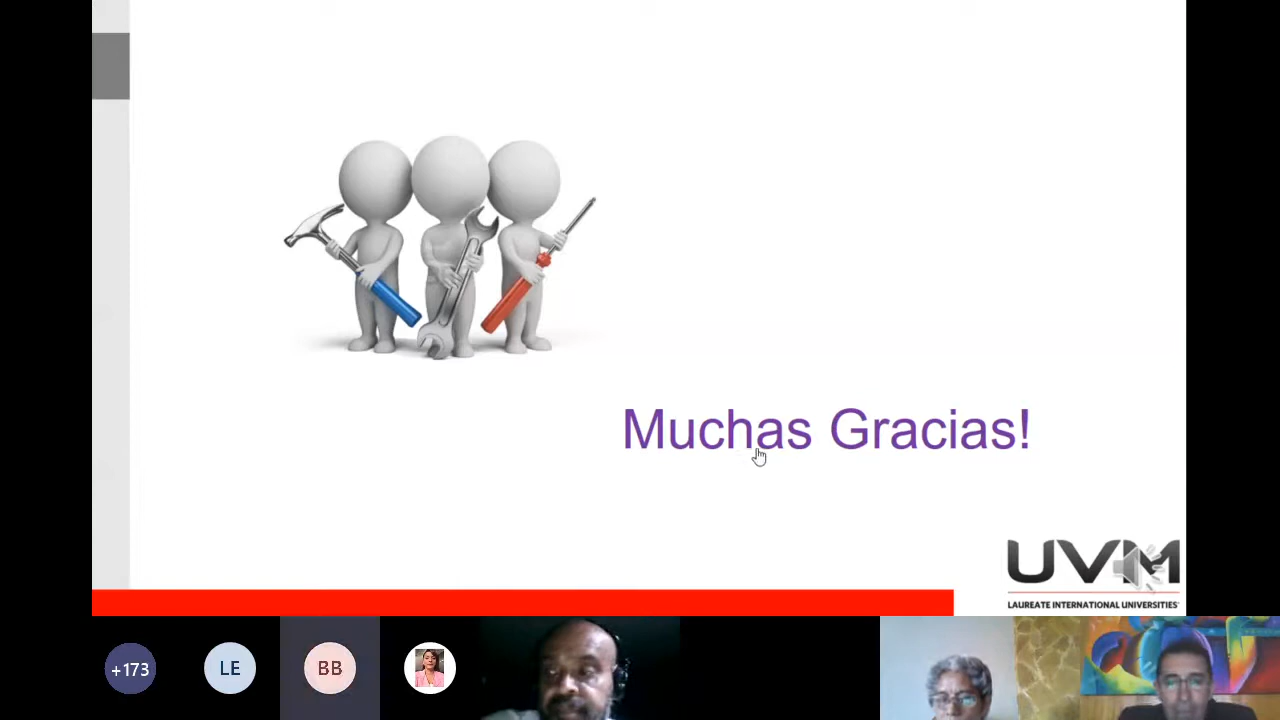 Muchas Gracias!
UVM
LAUREATE INTERNATIONAL UNIVERSITIES
+173
LE
BB